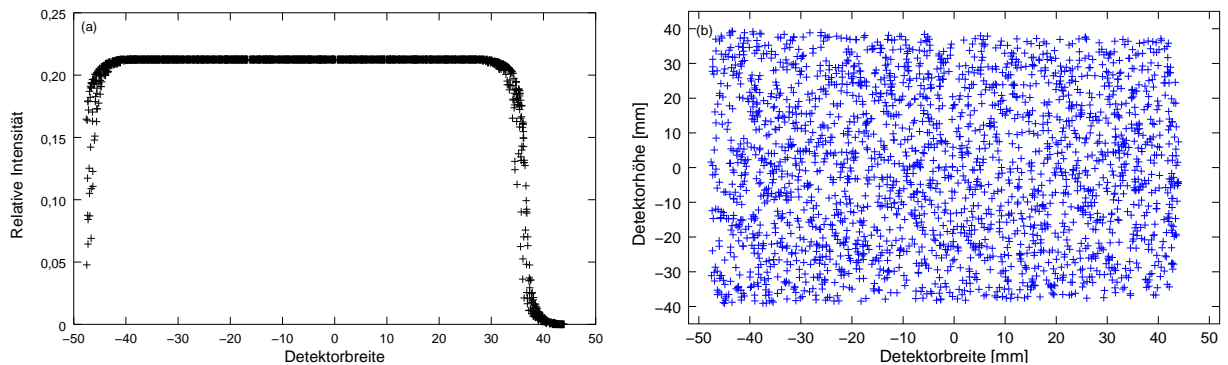 (a)
0,25
0,20
0,15
0,10
0,05
0
−50 −40 −30 −20 −10 0 10 20 30 40 50
Relative Intensität
Detektorbreite
(b)
40
30
20
10
0
−10
−20
−30
−40
−50 −40 −30 −20 −10 0 10 20 30 40 50
Detektorhöhe [mm]
Detektorbreite [mm]